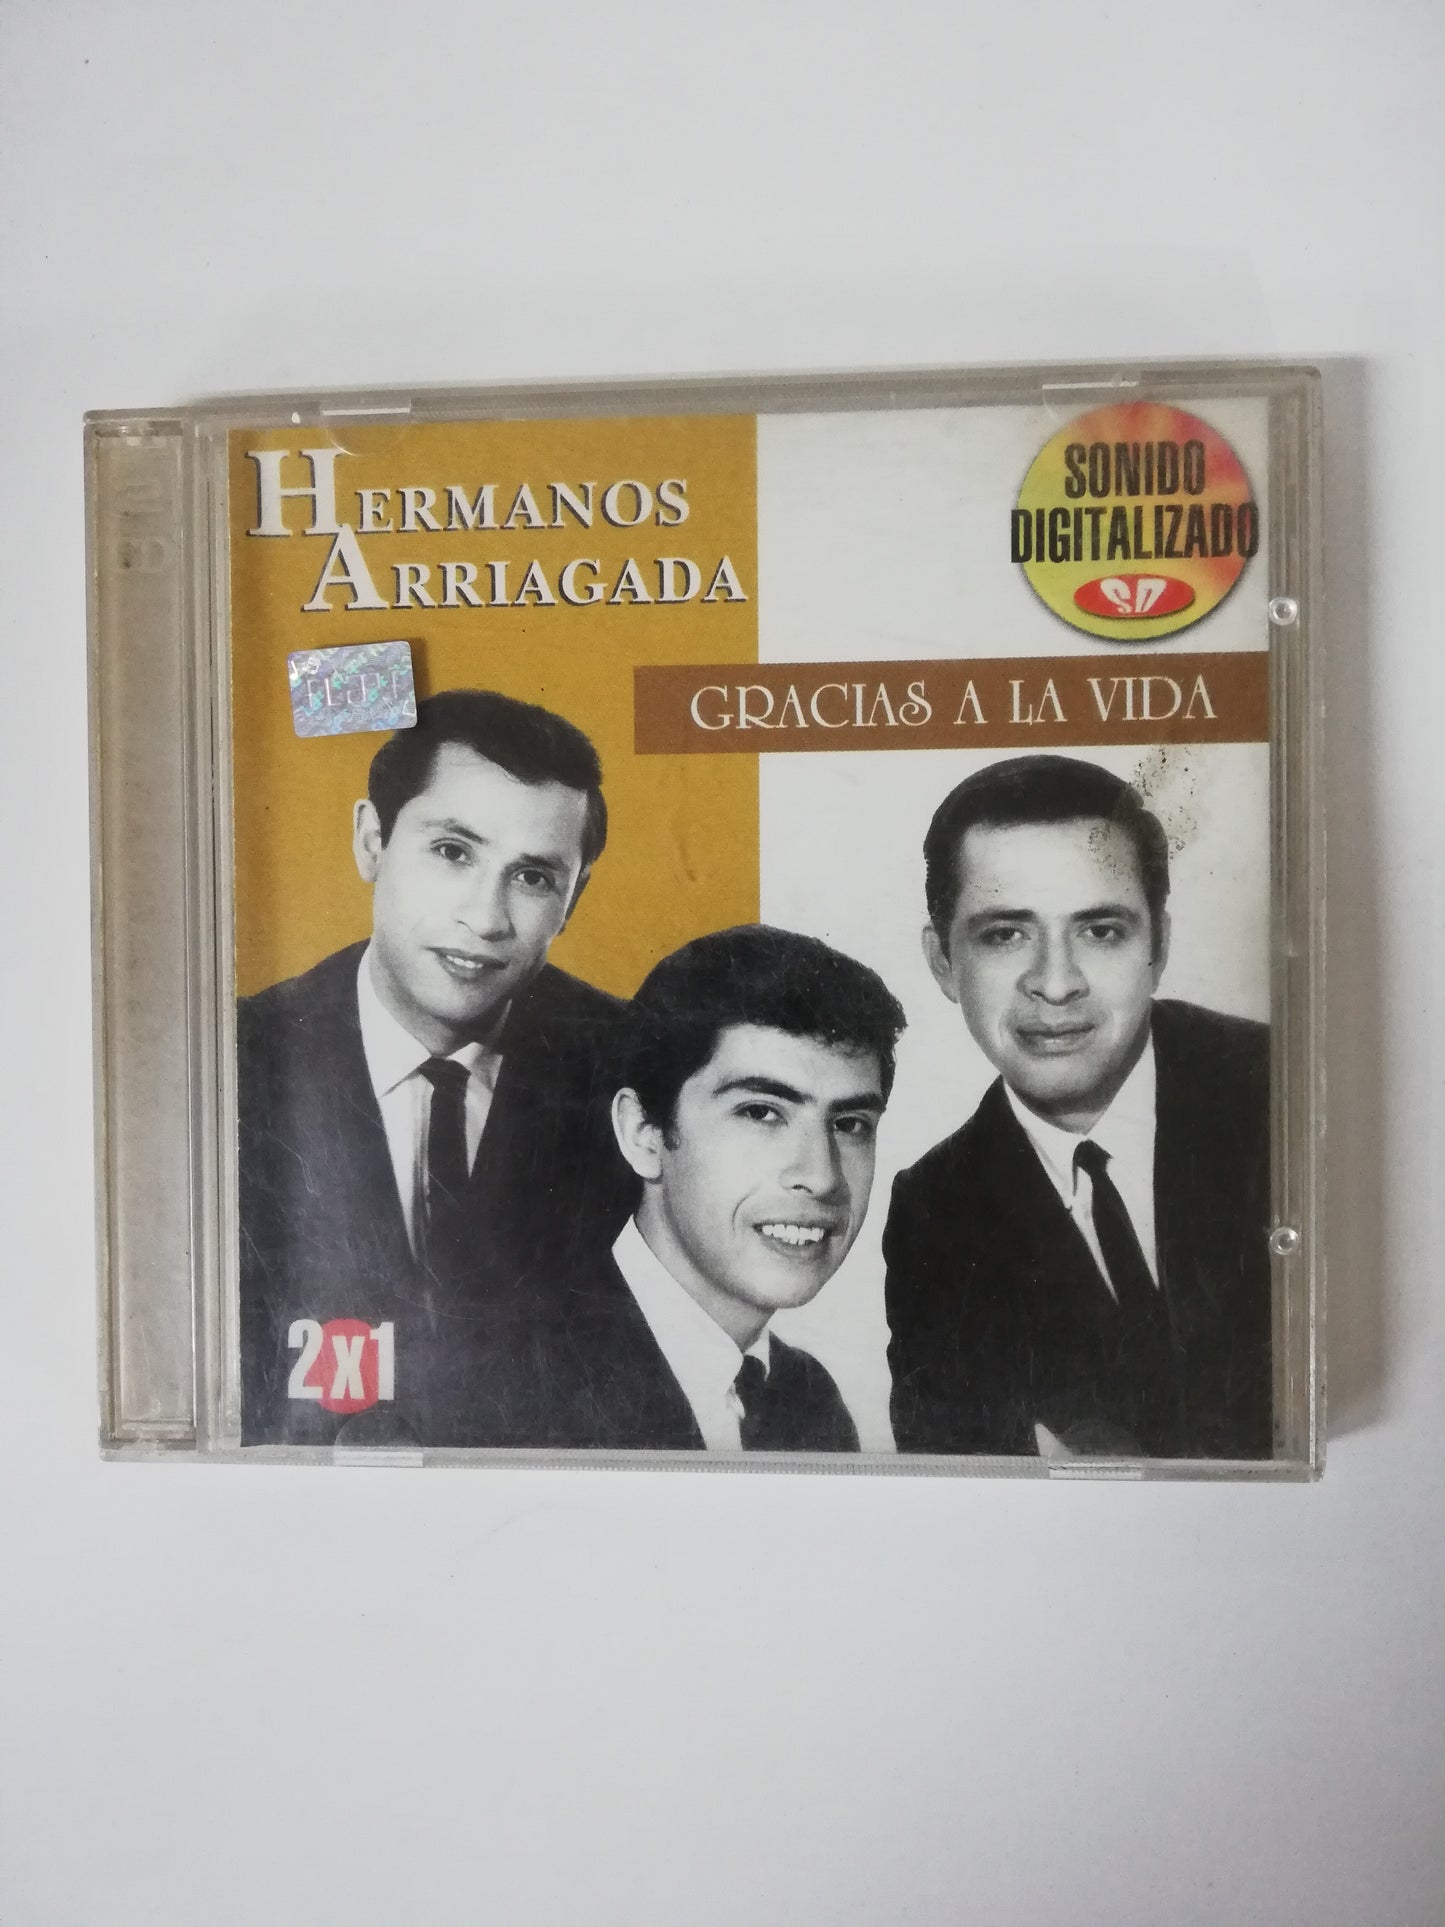 HERMANOS
ARRIAGADA
SONIDO
DIGITALIZADO
SD
GRACIAS A LA VIDA
2x1